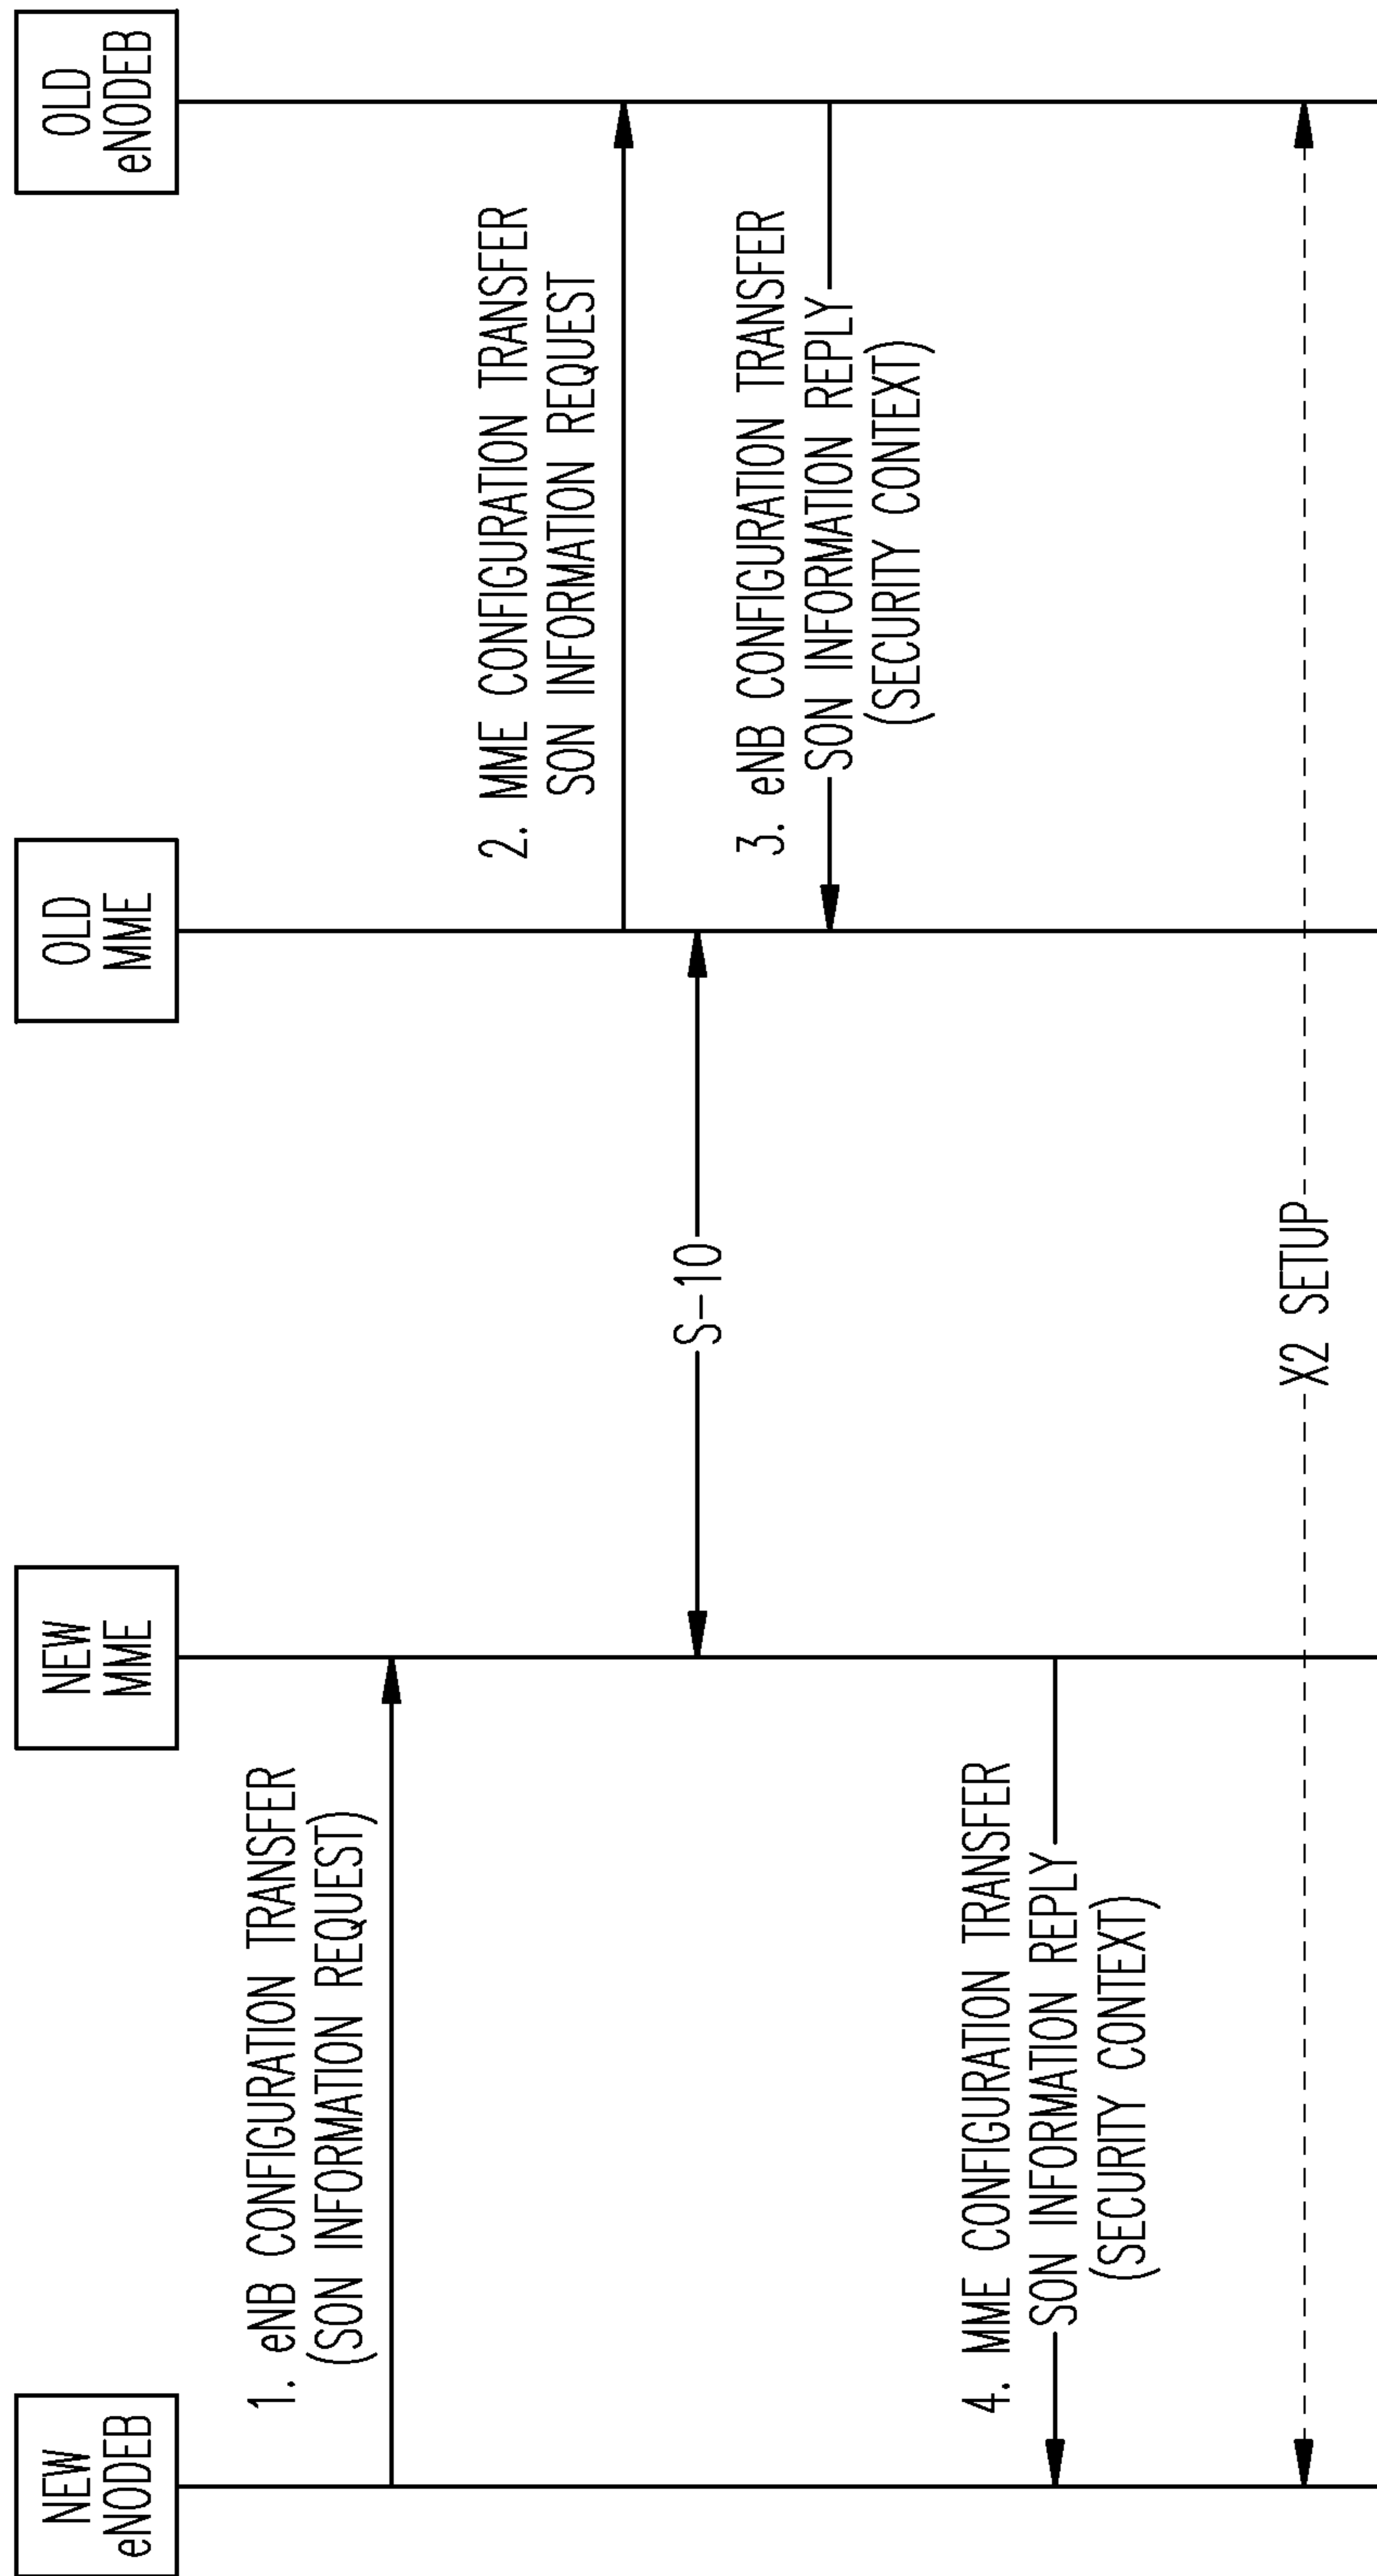 NEW
eNODEB
NEW
MME
OLD
MME
OLD
eNODEB
1. eNB CONFIGURATION TRANSFER
(SON INFORMATION REQUEST)
2. MME CONFIGURATION TRANSFER
SON INFORMATION REQUEST
S-10
3. eNB CONFIGURATION TRANSFER
SON INFORMATION REPLY
(SECURITY CONTEXT)
4. MME CONFIGURATION TRANSFER
SON INFORMATION REPLY
(SECURITY CONTEXT)
X2 SETUP